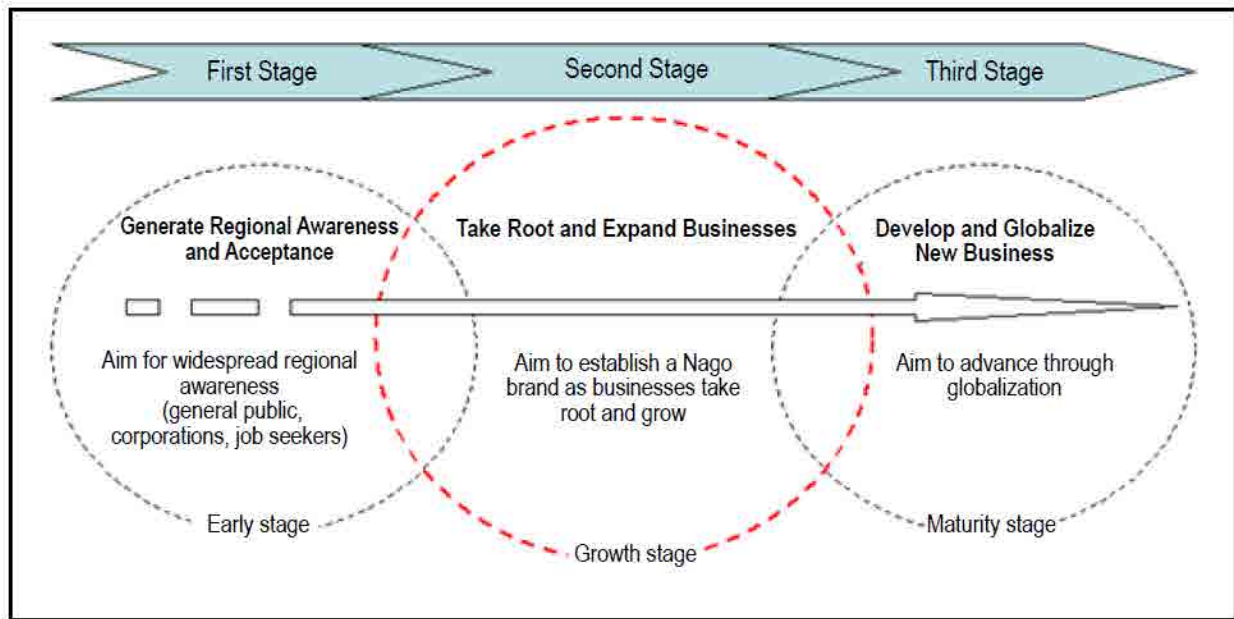 First Stage
Second Stage
Third Stage
Generate Regional Awareness
and Acceptance
Aim for widespread regional
awareness
(general public,
corporations, job seekers)
Early stage
Take Root and Expand Businesses
Aim to establish a Nago
brand as businesses take
root and grow
Growth stage
Develop and Globalize
New Business
Aim to advance through
globalization
Maturity stage